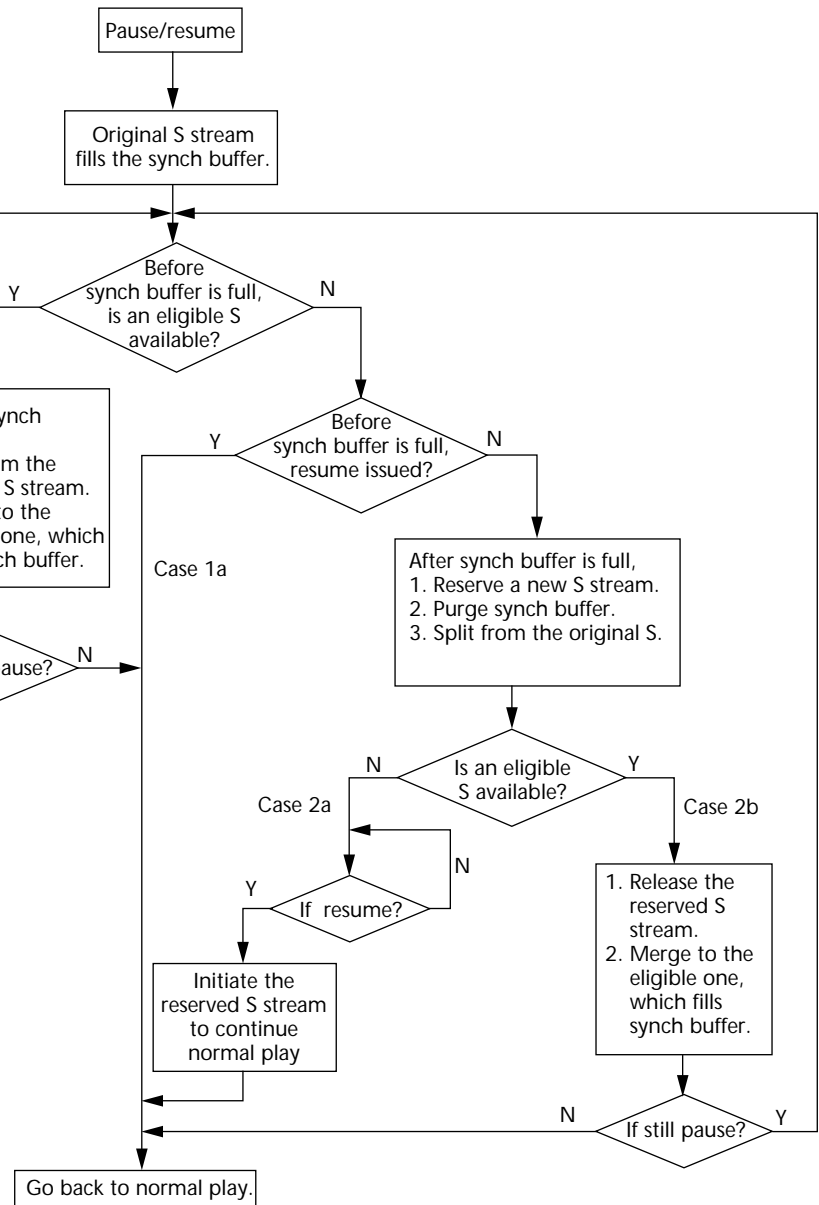 Pause/resume
Original S stream
fills the synch buffer.
Before
synch buffer is full,
is an eligible S
available?
Y
N
Before
synch buffer is full,
resume issued?
Y
N
ynch
m the
S stream.
to the
one, which
ch buffer.
Case 1a
After synch buffer is full,
1. Reserve a new S stream.
2. Purge synch buffer.
3. Split from the original S.
ause?
N
Is an eligible
S available?
N
Y
Case 2a
Case 2b
N
If resume?
Y
1. Release the
reserved S
stream.
2. Merge to the
eligible one,
which fills
synch buffer.
Initiate the
reserved S stream
to continue
normal play
If still pause?
N
Y
Go back to normal play.